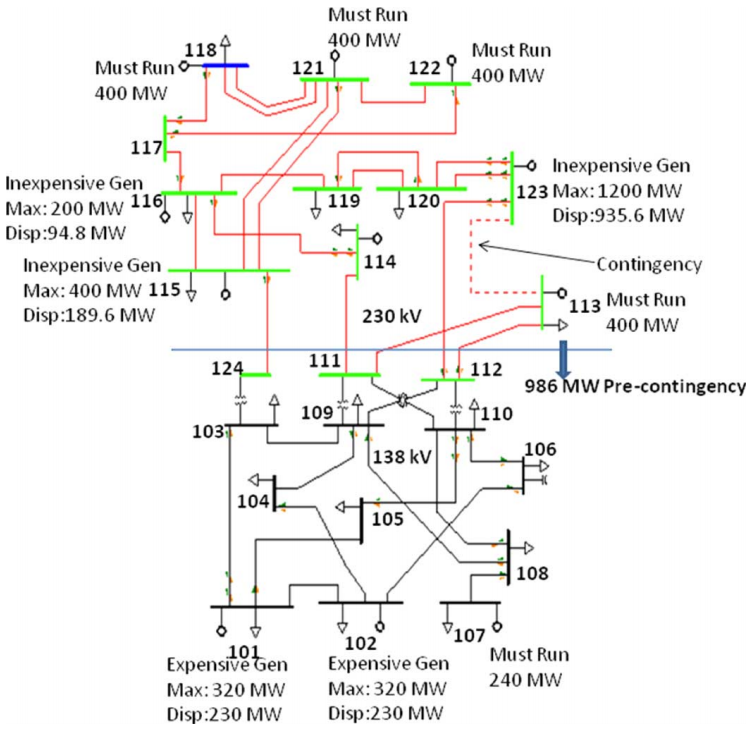 Must Run
400 MW
118
Must Run
400 MW
121
122
Must Run
400 MW
117
Inexpensive Gen
Max: 200 MW
Disp:94.8 MW
116
119
120
123
Inexpensive Gen
Max: 1200 MW
Disp:935.6 MW
114
Contingency
Inexpensive Gen
Max: 400 MW
Disp:189.6 MW
115
230 kV
113
Must Run
400 MW
124
111
112
986 MW Pre-contingency
103
109
110
138 kV
106
104
105
108
101
102
107
Expensive Gen
Max: 320 MW
Disp:230 MW
Expensive Gen
Max: 320 MW
Disp:230 MW
Must Run
240 MW